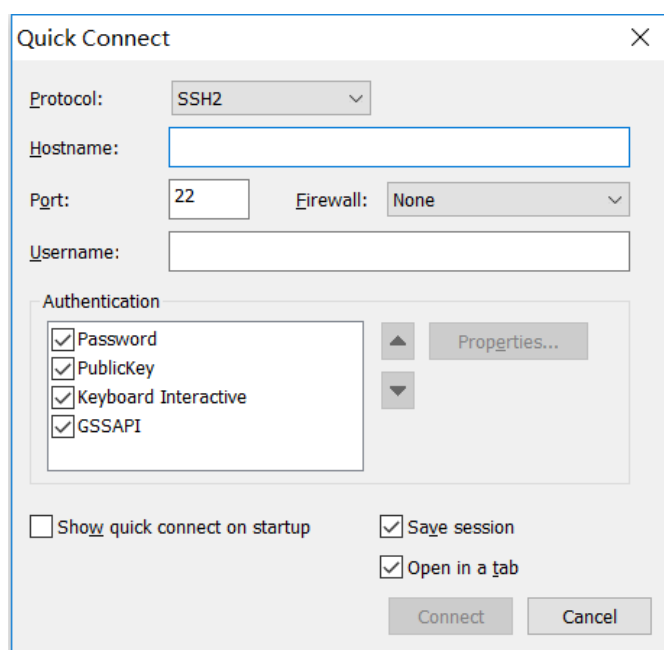 Quick Connect
Protocol: SSH2
Hostname:
Port: 22 Firewall: None
Username:
Authentication
Password
PublicKey Properties...
Keyboard Interactive
GSSAPI
Show quick connect on startup Save session
Open in a tab
Connect Cancel